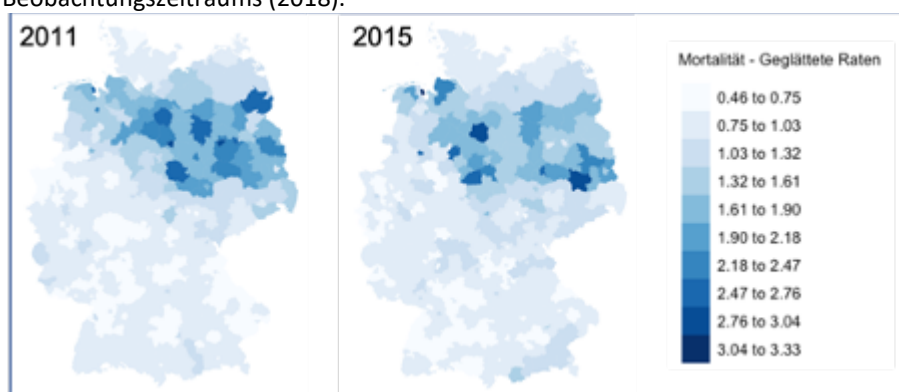 Beobachtungszeitraums (2018).
2011
2015
Mortalität - Geglättete Raten
0.46 to 0.75
0.75 to 1.03
1.03 to 1.32
1.32 to 1.61
1.61 to 1.90
1.90 to 2.18
2.18 to 2.47
2.47 to 2.76
2.76 to 3.04
3.04 to 3.33